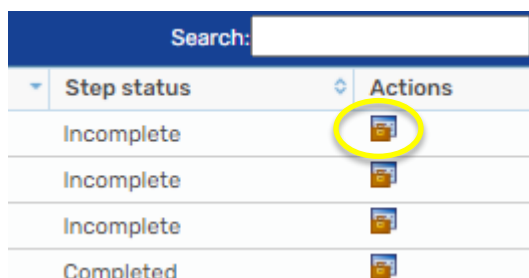 Search:
Step status Actions
Incomplete
Incomplete
Incomplete
Completed